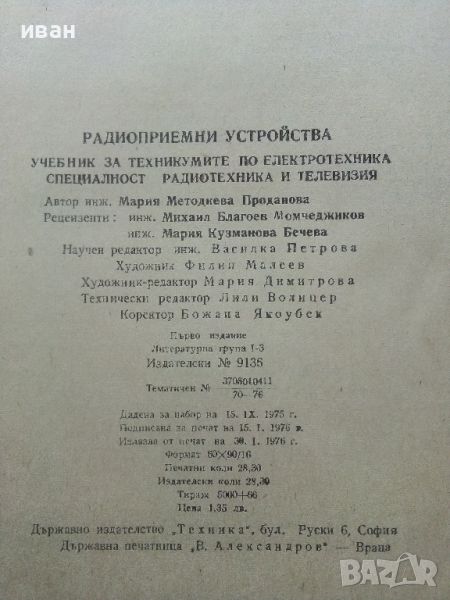 иван
РАДИОПРИЕМНИ УСТРОЙСТВА
УЧЕБНИК ЗА ТЕХНИКУМИТЕ ПО ЕЛЕКТРОТЕХНИКА
СПЕЦИАЛНОСТ РАДИОТЕХНИКА И ТЕЛЕВИЗИЯ
Автор инж. Мария Методиева Проданова
Рецензенти: инж. Михаил Благоев Момчеджиков
инж. Мария Кузманова Бечева
Научен редактор инж. Василка Петрова
Художник Филип Малеев
Художник-редактор Мария Димитрова
Технически редактор Лили Волицер
Коректор Божана Якоубек
Първо издание
Литературна група I-3
Издателски № 9135
Тематичен № 3708010411
70—76
Дадена за набор на 15. IX. 1975 г.
Подписана за печат на 15. I. 1976 г.
Излязла от печат на 30. I. 1976 г.
Формат 60×90/16
Печатни коли 28,30
Издателски коли 28,30
Тираж 5000+66
Цена 1,35 лв.
Държавно издателство „Техника“, бул. Руски 6, София
Държавна печатница „В. Александров“ — Враца
BAZAR
.bg